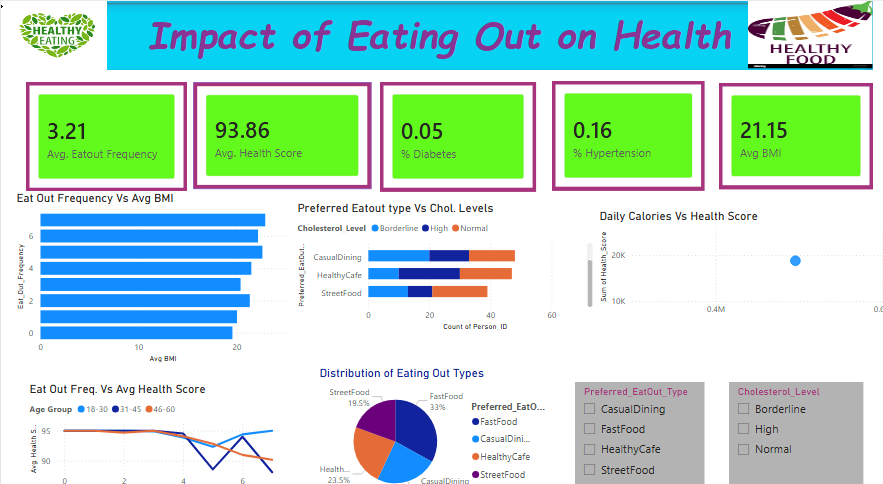 HEALTHY
EATING
Impact of Eating Out on Health
HEALTHY
FOOD
3.21
Avg. Eatout Frequency
93.86
Avg. Health Score
0.05
% Diabetes
0.16
% Hypertension
21.15
Avg BMI
Eat Out Frequency Vs Avg BMI
Eat_Out_Frequency
6
4
2
0
0 20
Avg BMI
Preferred Eatout type Vs Chol. Levels
Cholesterol_Level Borderline High Normal
Preferred_EatOut...
CasualDining
HealthyCafe
StreetFood
0 20 40 60
Count of Person_ID
Daily Calories Vs Health Score
Sum of Health_Score
20K
10K
0.4M 0.6
Eat Out Freq. Vs Avg Health Score
Age Group 18-30 31-45 46-60
Avg. Health S...
95
90
0 2 4 6
Distribution of Eating Out Types
StreetFood
19.5%
FastFood
33%
Health...
23.5%
CasualDining
Preferred_EatO...
FastFood
CasualDini...
HealthyCafe
StreetFood
Preferred_EatOut_Type
CasualDining
FastFood
HealthyCafe
StreetFood
Cholesterol_Level
Borderline
High
Normal